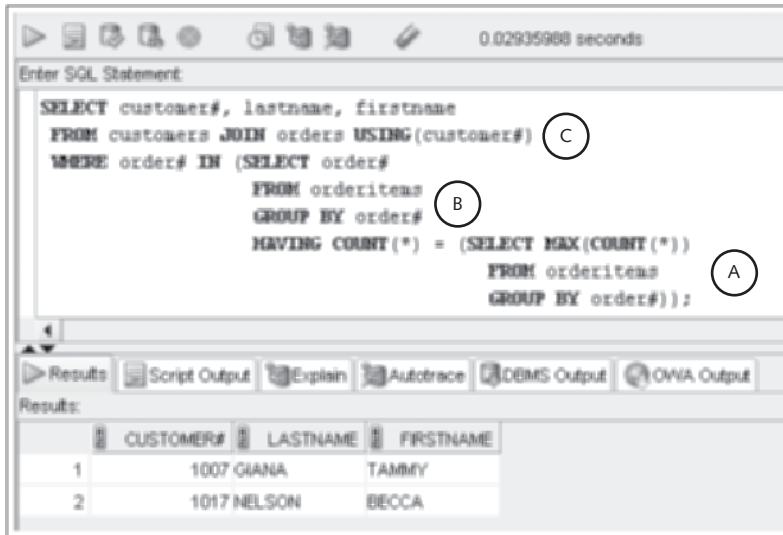 0.02935988 seconds
Enter SQL Statement:
SELECT customer#, lastname, firstname
FROM customers JOIN orders USING(customer#)
C
WHERE order# IN (SELECT order#
FROM orderitems
B
GROUP BY order#
HAVING COUNT(*) = (SELECT MAX(COUNT(*))
FROM orderitems
A
GROUP BY order#));
Results Script Output Explain Autotrace DBMS Output OWA Output
Results:
CUSTOMER# LASTNAME FIRSTNAME
1 1007 GIANA TAMMY
2 1017 NELSON BECCA